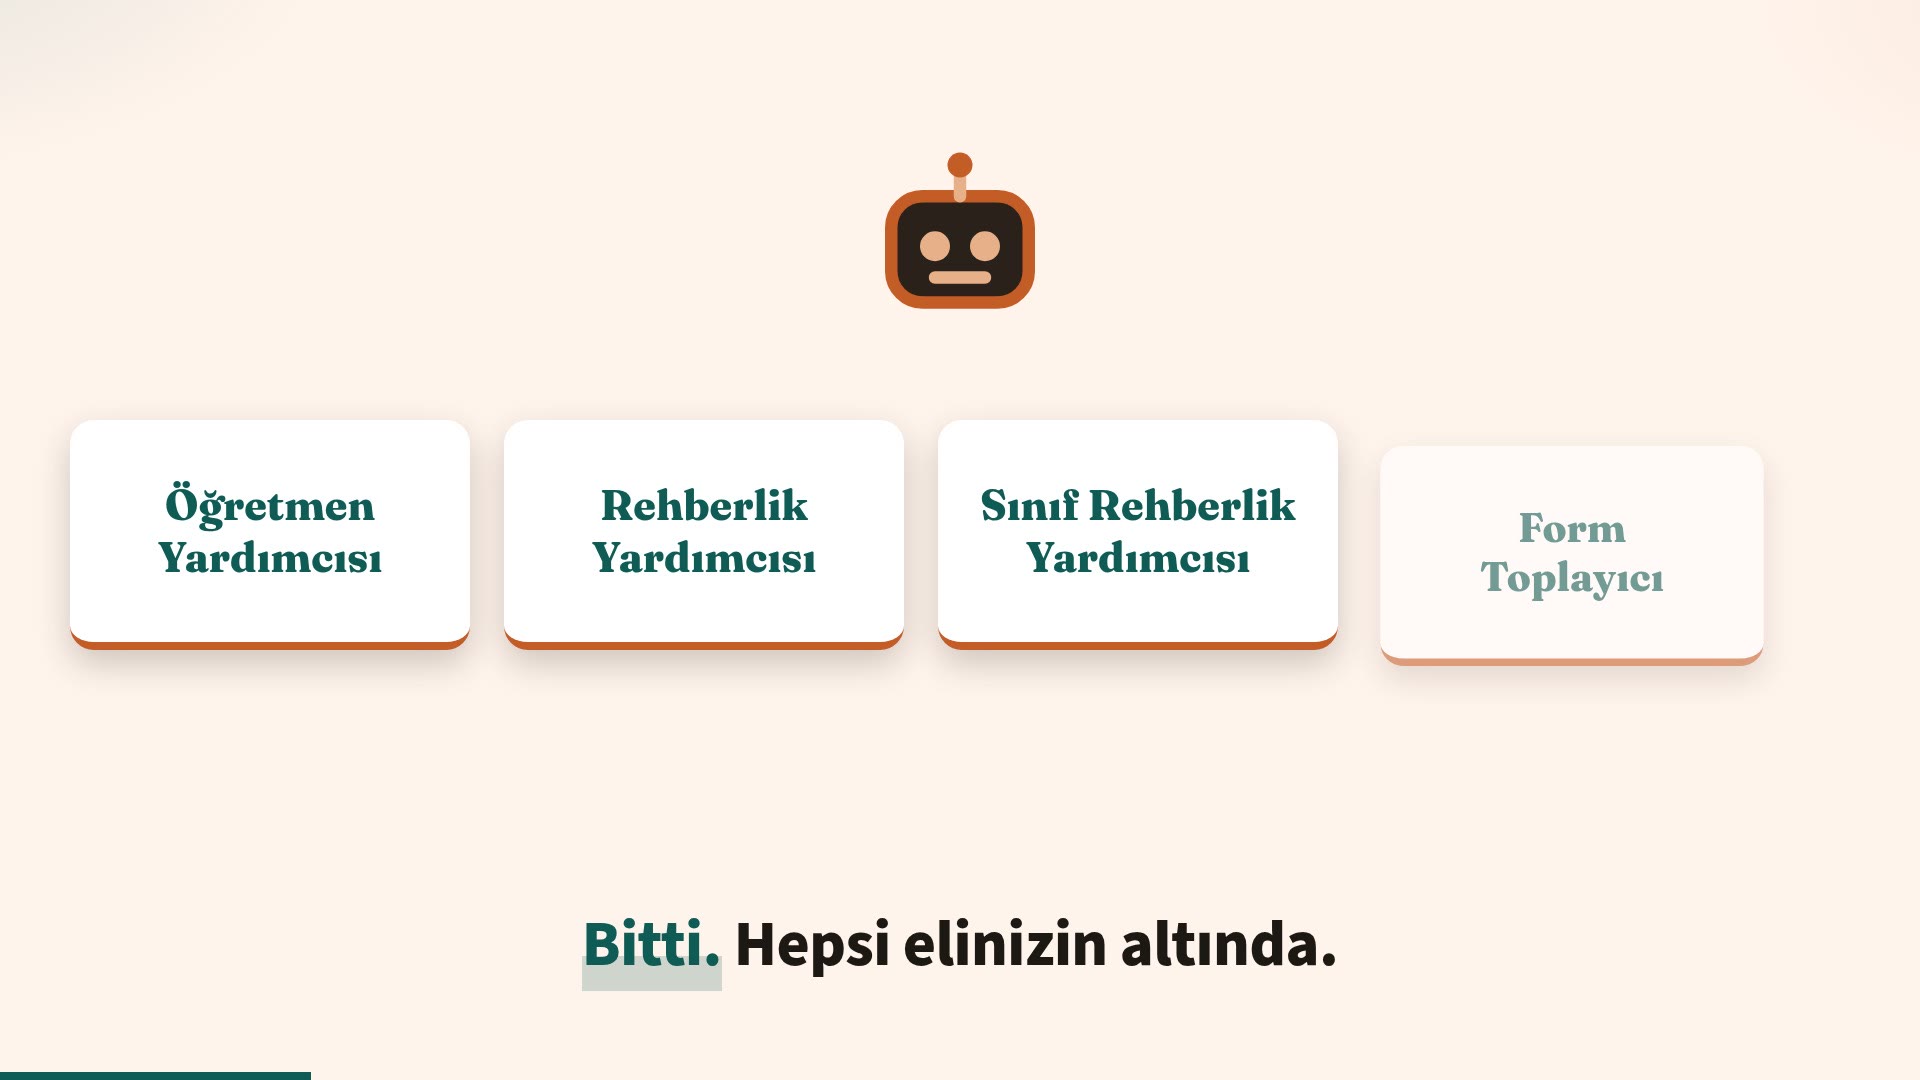 Öğretmen
Yardımcısı
Rehberlik
Yardımcısı
Sınıf Rehberlik
Yardımcısı
Form
Toplayıcı
Bitti. Hepsi elinizin altında.